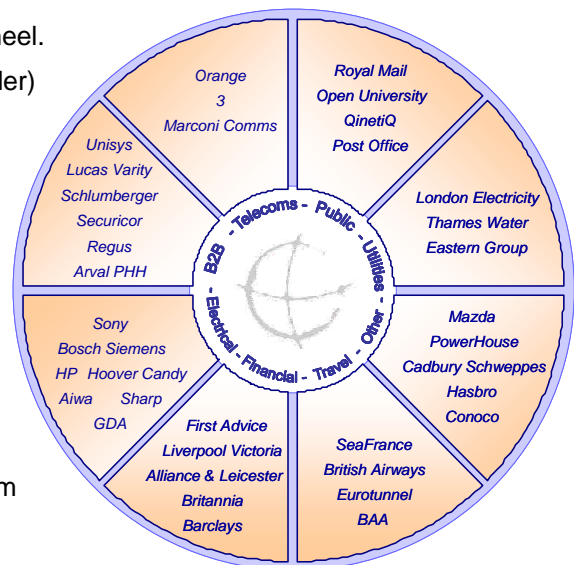 heel.
ler)
m
Orange
3
Marconi Comms
Royal Mail
Open University
QinetiQ
Post Office
London Electricity
Thames Water
Eastern Group
Mazda
PowerHouse
Cadbury Schweppes
Hasbro
Conoco
SeaFrance
British Airways
Eurotunnel
BAA
First Advice
Liverpool Victoria
Alliance & Leicester
Britannia
Barclays
Sony
Bosch Siemens
HP Hoover Candy
Aiwa Sharp
GDA
Unisys
Lucas Varity
Schlumberger
Securicor
Regus
Arval PHH
B2B - Telecoms - Public - Utilities - Other - Travel - Financial - Electrical -